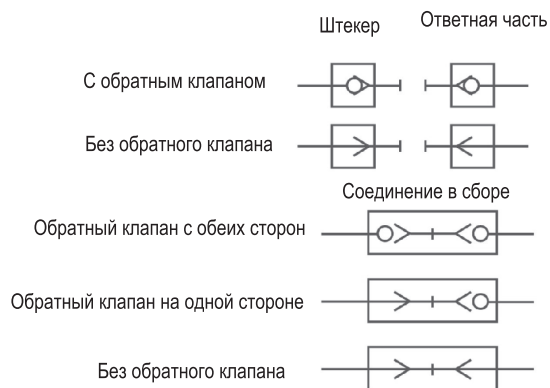 Штекер
Ответная часть
С обратным клапаном
Без обратного клапана
Соединение в сборе
Обратный клапан с обеих сторон
Обратный клапан на одной стороне
Без обратного клапана